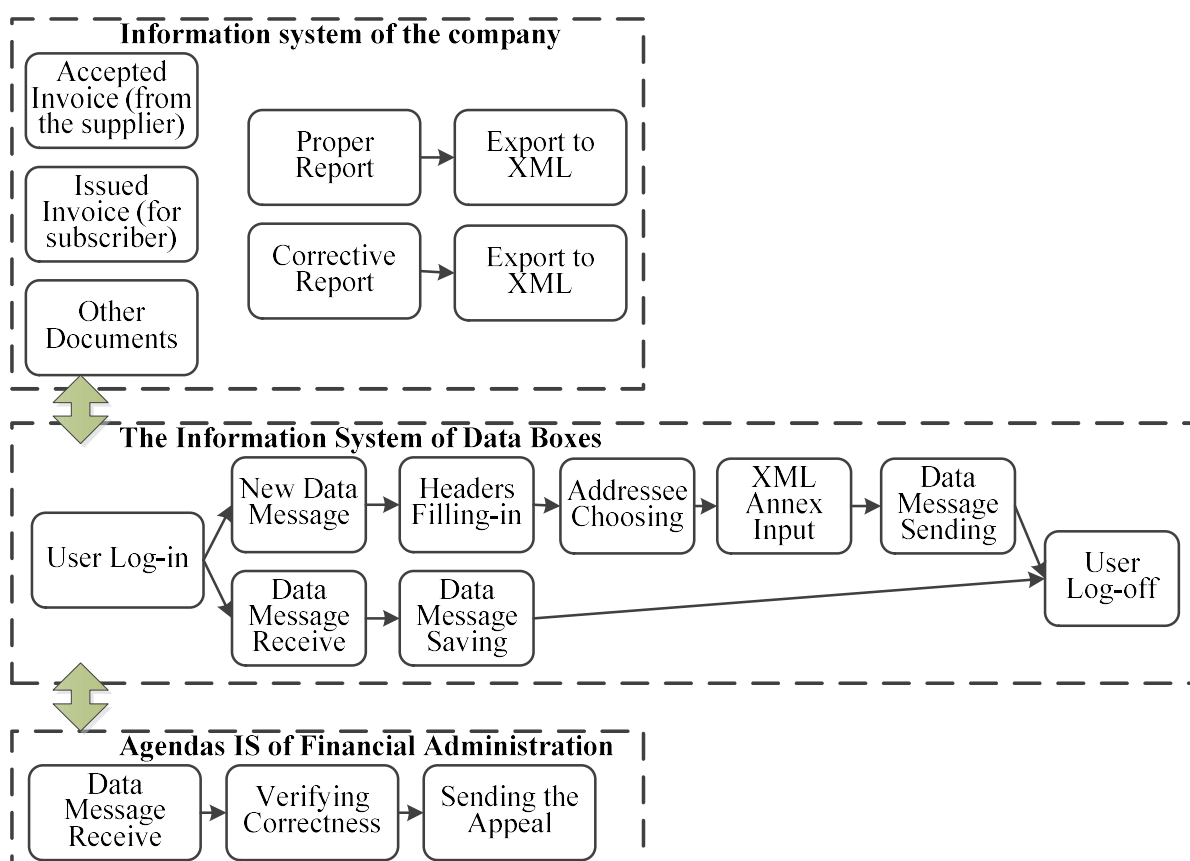 Information system of the company
Accepted
Invoice (from
the supplier)
Issued
Invoice (for
subscriber)
Other
Documents
Proper
Report
Export to
XML
Corrective
Report
Export to
XML
The Information System of Data Boxes
User Log-in
New Data
Message
Headers
Filling-in
Addressee
Choosing
XML
Annex
Input
Data
Message
Sending
Data
Message
Receive
Data
Message
Saving
User
Log-off
Agendas IS of Financial Administration
Data
Message
Receive
Verifying
Correctness
Sending the
Appeal